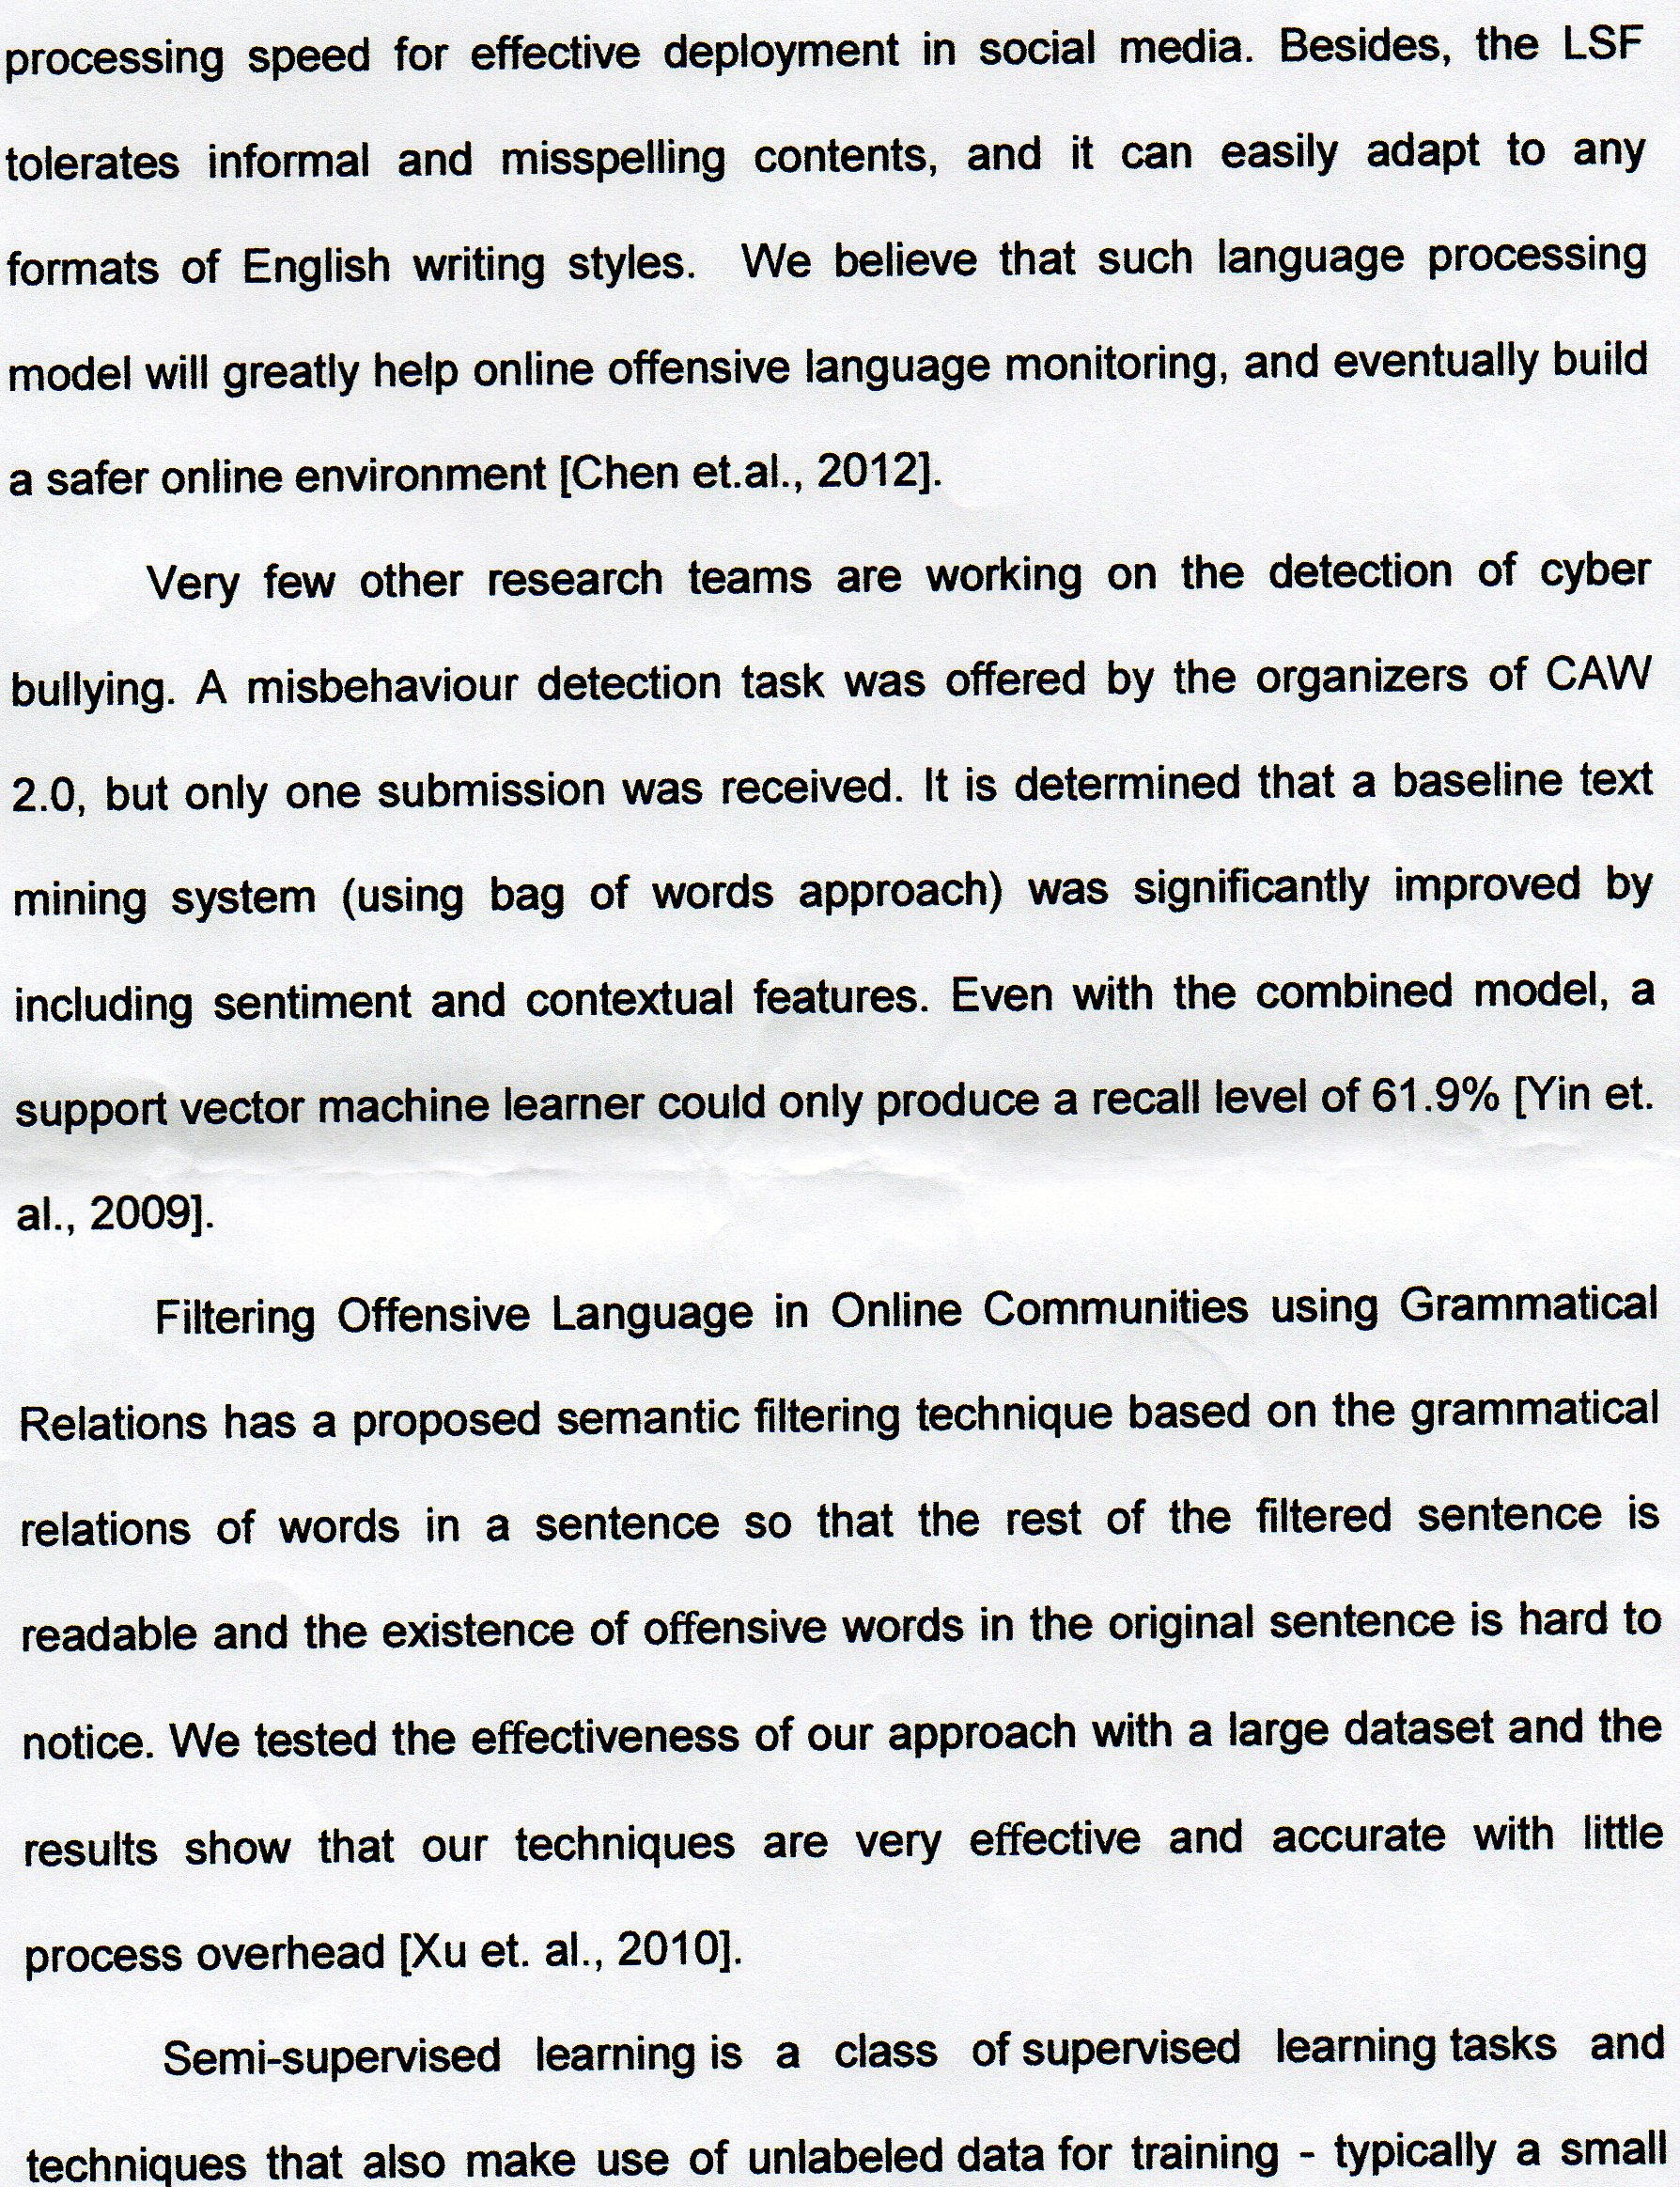 processing speed for effective deployment in social media. Besides, the LSF
tolerates informal and misspelling contents, and it can easily adapt to any
formats of English writing styles.  We believe that such language processing
model will greatly help online offensive language monitoring, and eventually build
a safer online environment [Chen et.al., 2012].
Very few other research teams are working on the detection of cyber
bullying. A misbehaviour detection task was offered by the organizers of CAW
2.0, but only one submission was received. It is determined that a baseline text
mining system (using bag of words approach) was significantly improved by
including sentiment and contextual features. Even with the combined model, a
support vector machine learner could only produce a recall level of 61.9% [Yin et.
al., 2009].
Filtering Offensive Language in Online Communities using Grammatical
Relations has a proposed semantic filtering technique based on the grammatical
relations of words in a sentence so that the rest of the filtered sentence is
readable and the existence of offensive words in the original sentence is hard to
notice. We tested the effectiveness of our approach with a large dataset and the
results show that our techniques are very effective and accurate with little
process overhead [Xu et. al., 2010].
Semi-supervised learning is a class of supervised learning tasks and
techniques that also make use of unlabeled data for training - typically a small